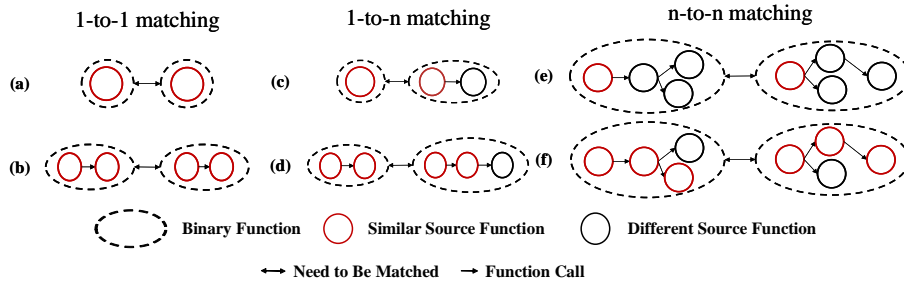 1-to-1 matching
1-to-n matching
n-to-n matching
(a)
(c)
(e)
(b)
(d)
(f)
Binary Function
Similar Source Function
Different Source Function
Need to Be Matched
Function Call